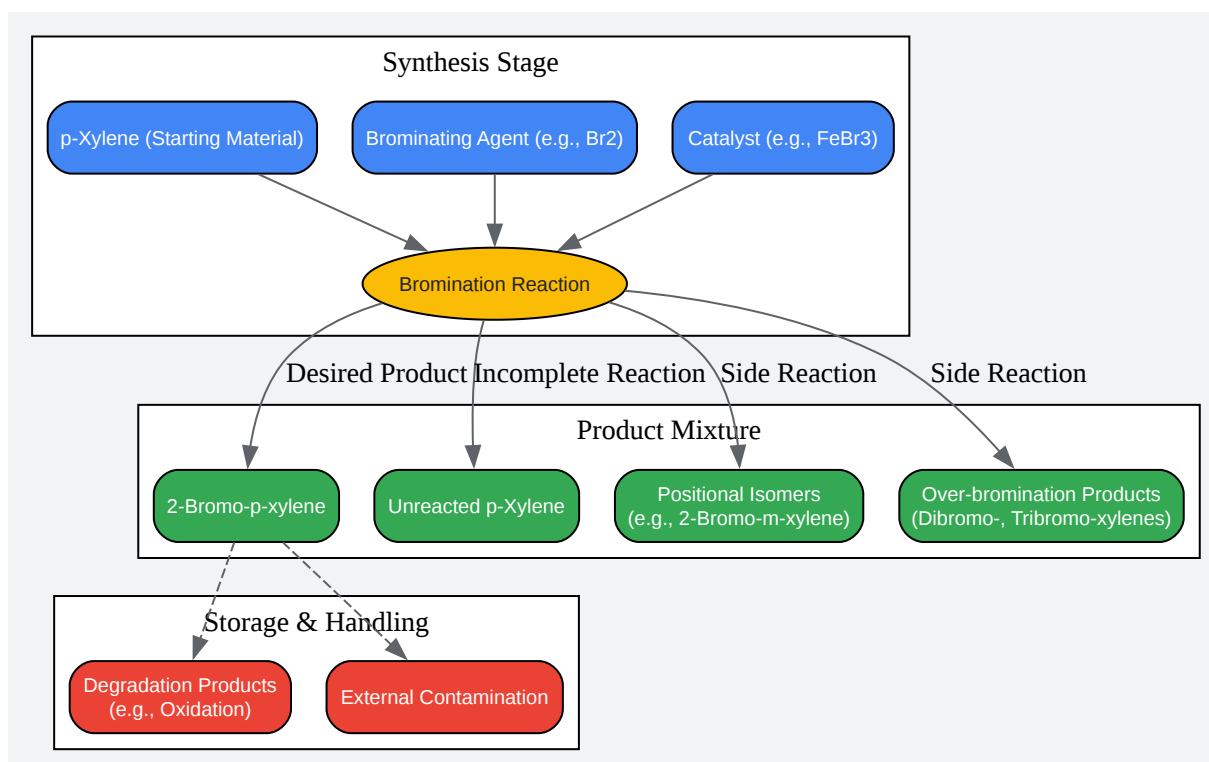 Synthesis Stage
p-Xylene (Starting Material)
Brominating Agent (e.g., Br2)
Catalyst (e.g., FeBr3)
Bromination Reaction
Desired Product
Incomplete Reaction
Side Reaction
Side Reaction
Product Mixture
2-Bromo-p-xylene
Unreacted p-Xylene
Positional Isomers
(e.g., 2-Bromo-m-xylene)
Over-bromination Products
(Dibromo-, Tribromo-xylenes)
Storage & Handling
Degradation Products
(e.g., Oxidation)
External Contamination